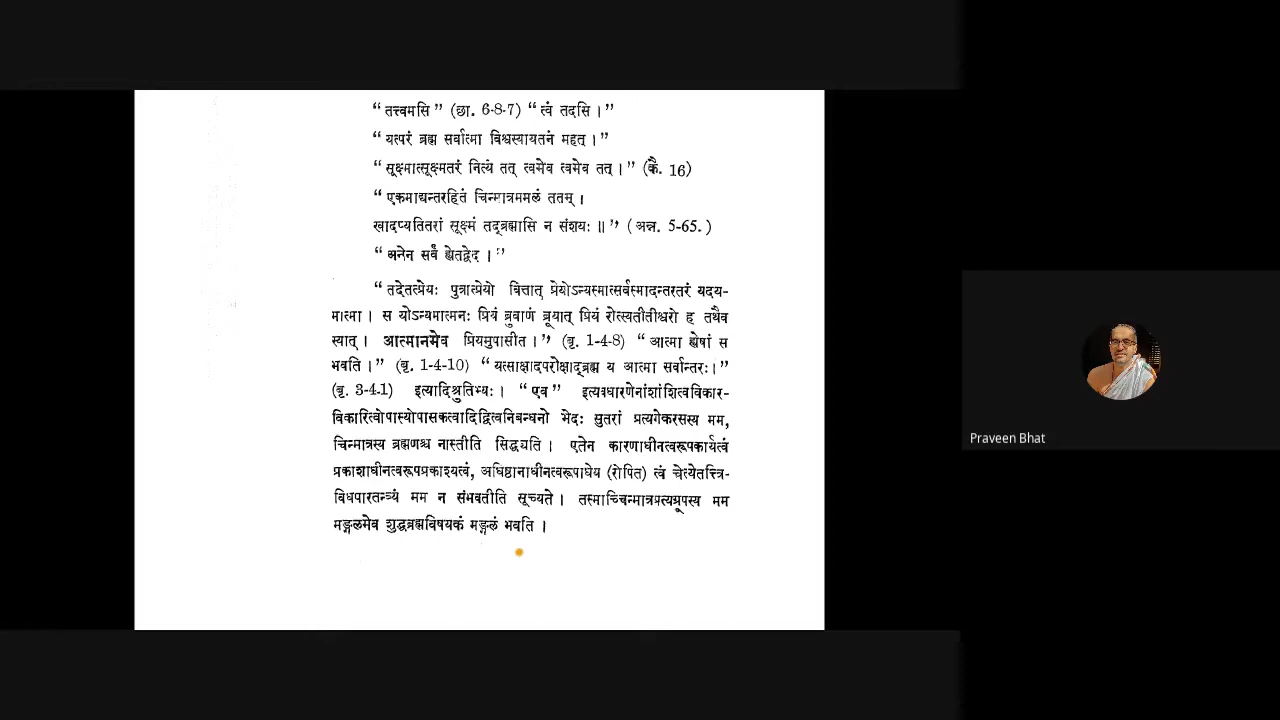 “ तत्त्वमसि ” (छा. 6-8-7) “ त्वं तदसि । ”
“ यत्परं ब्रह्म सर्वात्मा विश्वस्यायतनं महत् । ”
“ सूक्ष्मात्सूक्ष्मतरं नित्यं तत् त्वमेव त्वमेव तत् । ” (कै. 16)
“ एकमाद्यन्तरहितं चिन्मात्रममलं ततम् ।
खादप्यतितरां सूक्ष्मं तद्ब्रह्मासि न संशयः ॥ ” ( अन्न. 5-65. )
“ अनेन सर्वं ह्येतद्वेद । ”
“ तदेतत्प्रेयः पुत्रात्प्रेयो वित्तात् प्रेयोऽन्यस्मात्सर्वस्मादन्तरतरं यदय-
मात्मा । स योऽन्यमात्मनः प्रियं ब्रुवाणं ब्रूयात् प्रियं रोत्स्यतीतीश्वरो ह तथैव
स्यात् । आत्मानमेव प्रियमुपासीत । ” (बृ. 1-4-8) “ आत्मा ह्येषां स
भवति । ” (बृ. 1-4-10) “ यत्साक्षादपरोक्षाद्ब्रह्म य आत्मा सर्वान्तरः । ”
(बृ. 3-4.1) इत्यादिश्रुतिभ्यः । “ एव ” इत्यवधारणेनांशांशित्वविकार-
विकारित्वोपास्योपासकत्वादिद्वित्वनिबन्धनो भेदः सुतरां प्रत्यगेकरसस्य मम,
चिन्मात्रस्य ब्रह्मणश्च नास्तीति सिद्धयति । एतेन कारणाधीनत्वरूपकार्यत्वं
प्रकाशाधीनत्वरूपप्रकाश्यत्वं, अधिष्ठानाधीनत्वरूपाधेय (रोपित) त्वं चेत्येतत्त्रि-
विधपारतन्त्र्यं मम न संभवतीति सूच्यते । तस्माच्चिन्मात्रप्रत्यग्रूपस्य मम
मङ्गलमेव शुद्धब्रह्मविषयकं मङ्गलं भवति ।
Praveen Bhat